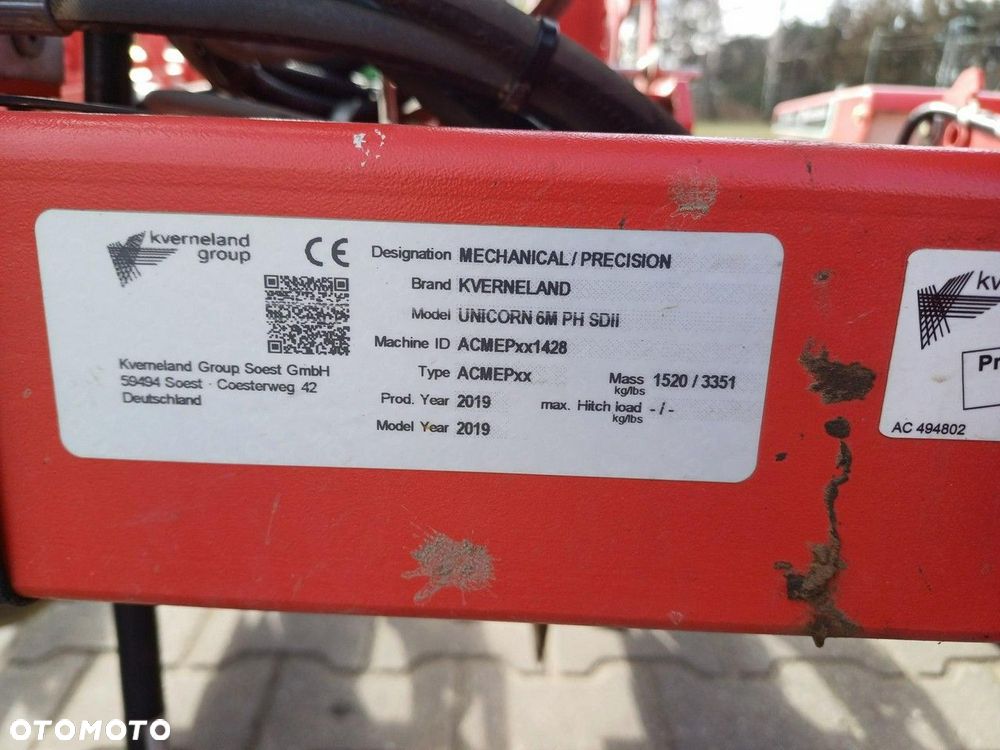 kverneland
group
CE
Kverneland Group Soest GmbH
59494 Soest · Coesterweg 42
Deutschland
Designation MECHANICAL / PRECISION
Brand KVERNELAND
Model UNICORN 6M PH SDII
Machine ID ACMEPxx1428
Type ACMEPxx
Mass kg/lbs 1520 / 3351
Prod. Year 2019
max. Hitch load kg/lbs - / -
Model Year 2019
kv
Pr
AC 494802
OTOMOTO